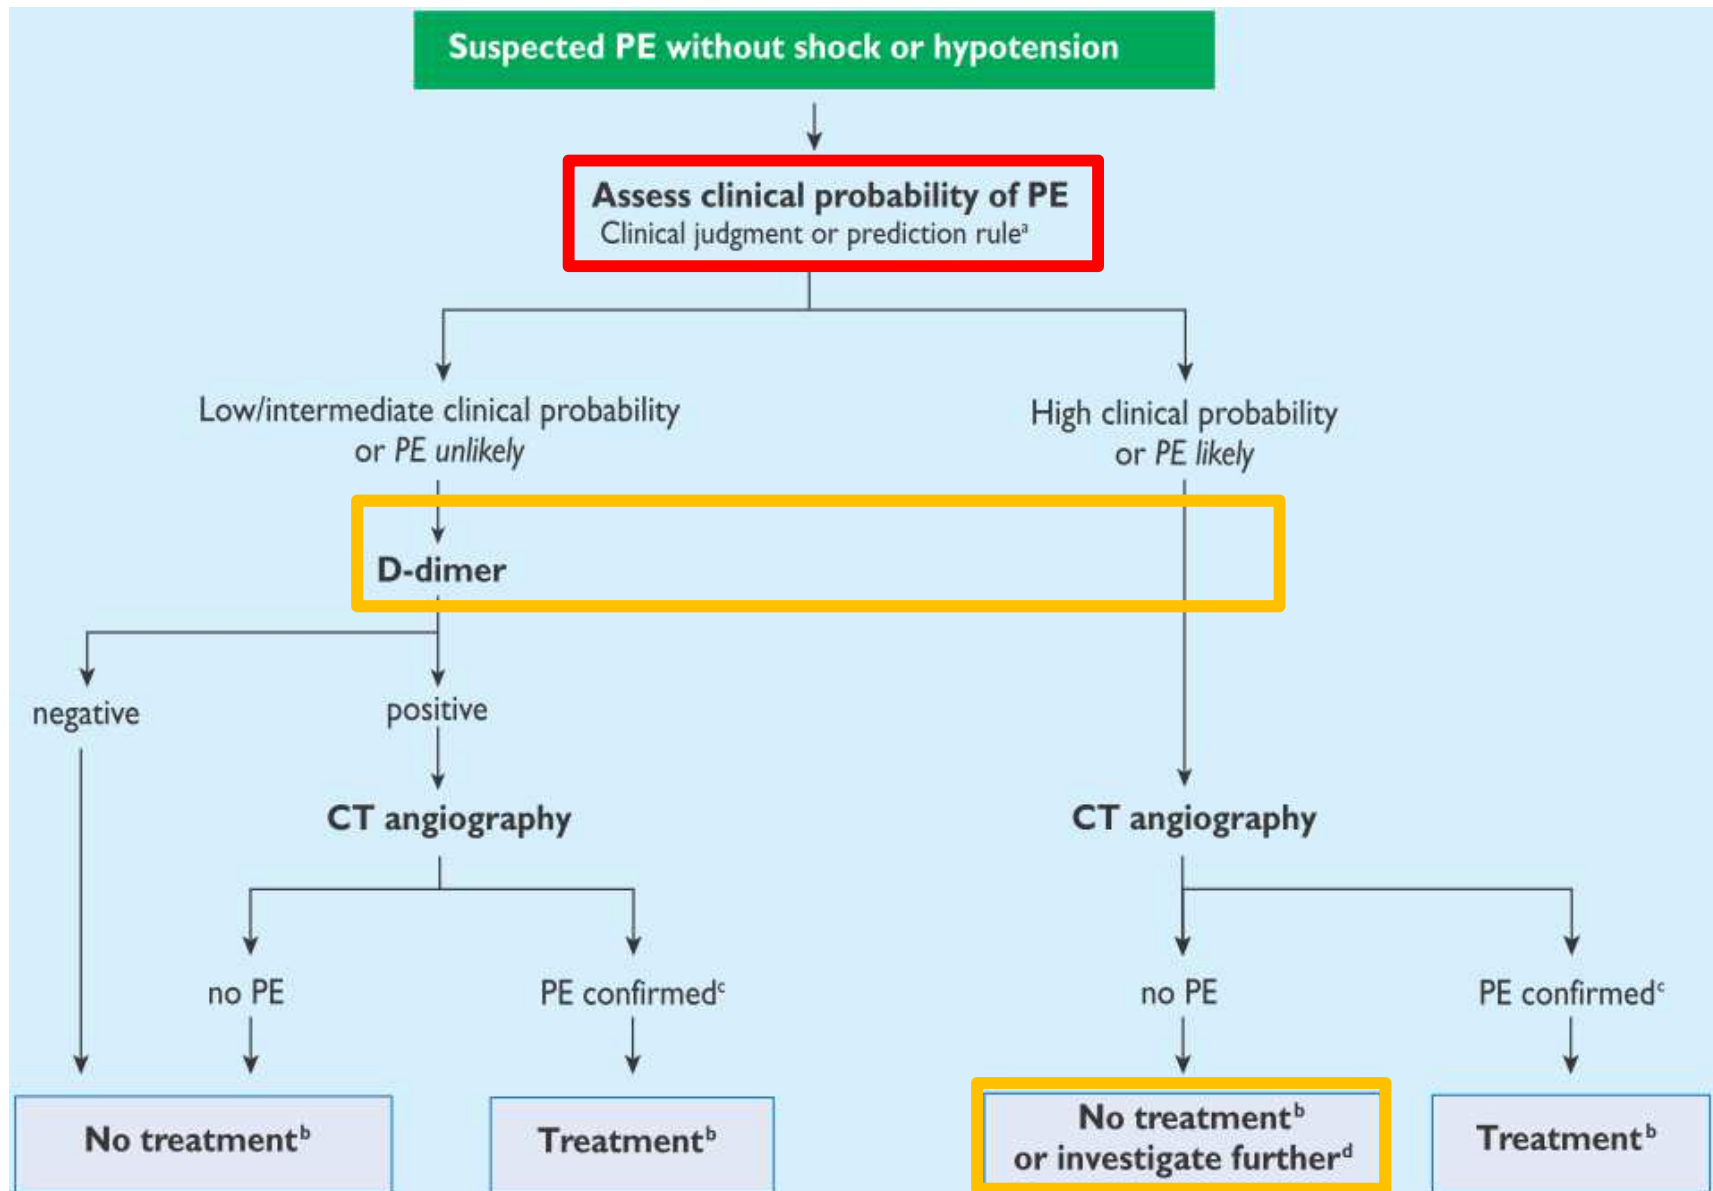 Suspected PE without shock or hypotension
Assess clinical probability of PE
Clinical judgment or prediction ruleᵃ
Low/intermediate clinical probability
or PE unlikely
High clinical probability
or PE likely
D-dimer
negative
positive
CT angiography
CT angiography
no PE
PE confirmedᶜ
no PE
PE confirmedᶜ
No treatmentᵇ
Treatmentᵇ
No treatmentᵇ
or investigate furtherᵈ
Treatmentᵇ